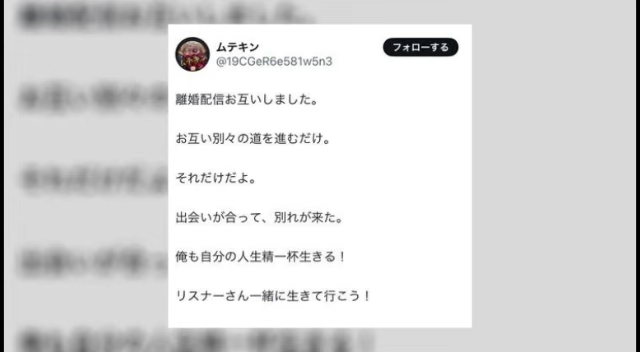 ムテキン
フォローする
@19CGeR6e581w5n3
離婚配信お互いしました。
お互い別々の道を進むだけ。
それだけだよ。
出会いが合って、別れが来た。
俺も自分の人生精一杯生きる！
リスナーさん一緒に生きて行こう！